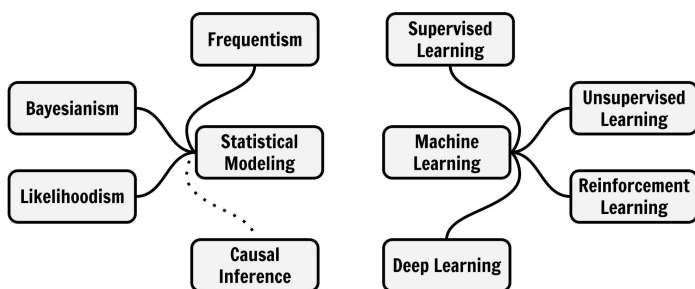 Frequentism
Supervised
Learning
Bayesianism
Unsupervised
Learning
Statistical
Modeling
Machine
Learning
Likelihoodism
Reinforcement
Learning
Causal
Inference
Deep Learning